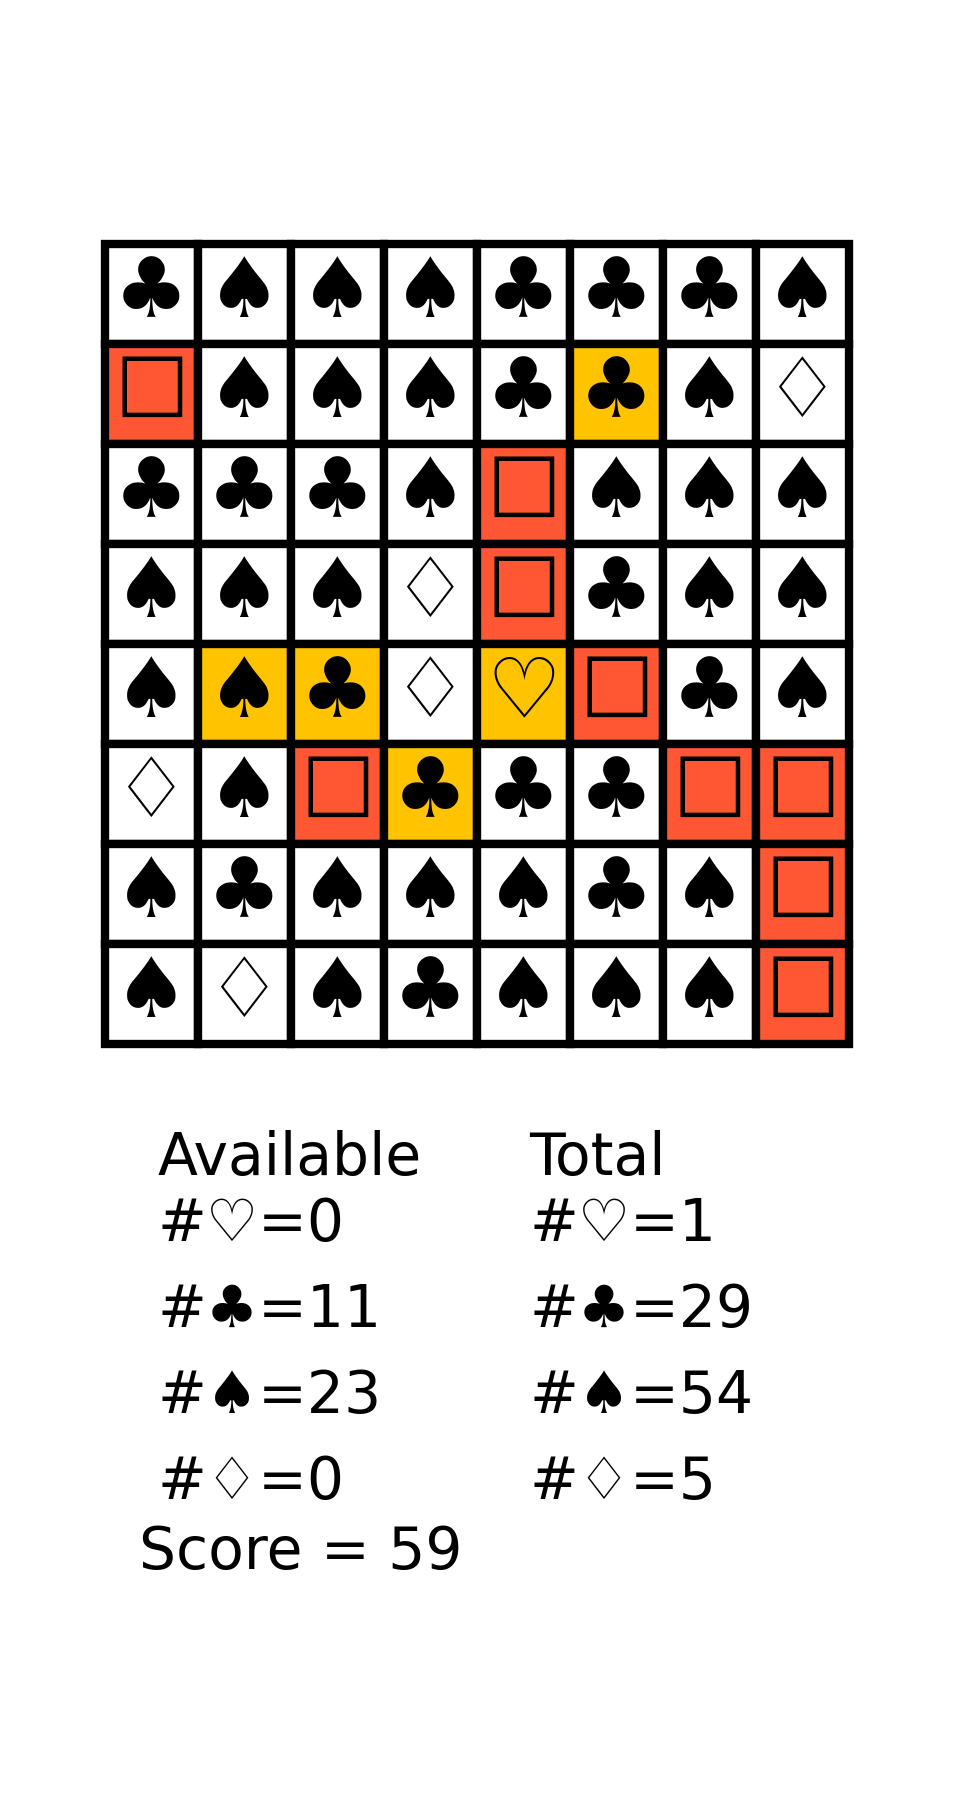 ♣ ♠ ♠ ♠ ♣ ♣ ♣ ♠
□ ♠ ♠ ♠ ♣ ♣ ♠ ♢
♣ ♣ ♣ ♠ □ ♠ ♠ ♠
♠ ♠ ♠ ♢ □ ♣ ♠ ♠
♠ ♠ ♣ ♢ ♡ □ ♣ ♠
♢ ♠ □ ♣ ♣ ♣ □ □
♠ ♣ ♠ ♠ ♠ ♣ ♠ □
♠ ♢ ♠ ♣ ♠ ♠ ♠ □
Available Total
#♡=0 #♡=1
#♣=11 #♣=29
#♠=23 #♠=54
#♢=0 #♢=5
Score = 59